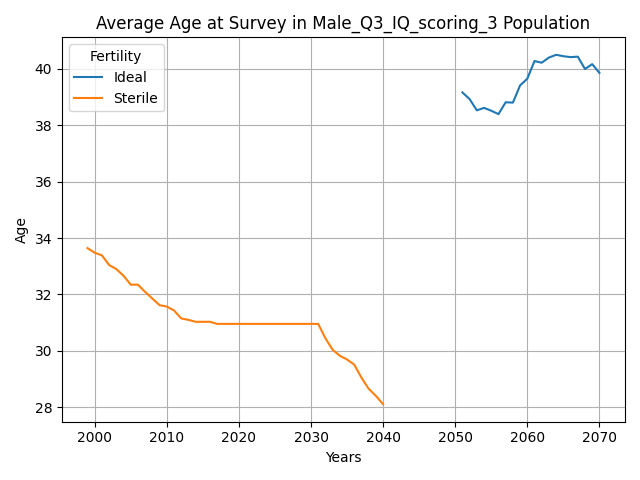 Average Age at Survey in Male_Q3_IQ_scoring_3 Population
Fertility
Ideal
Sterile
Age
40
38
36
34
32
30
28
2000 2010 2020 2030 2040 2050 2060 2070
Years